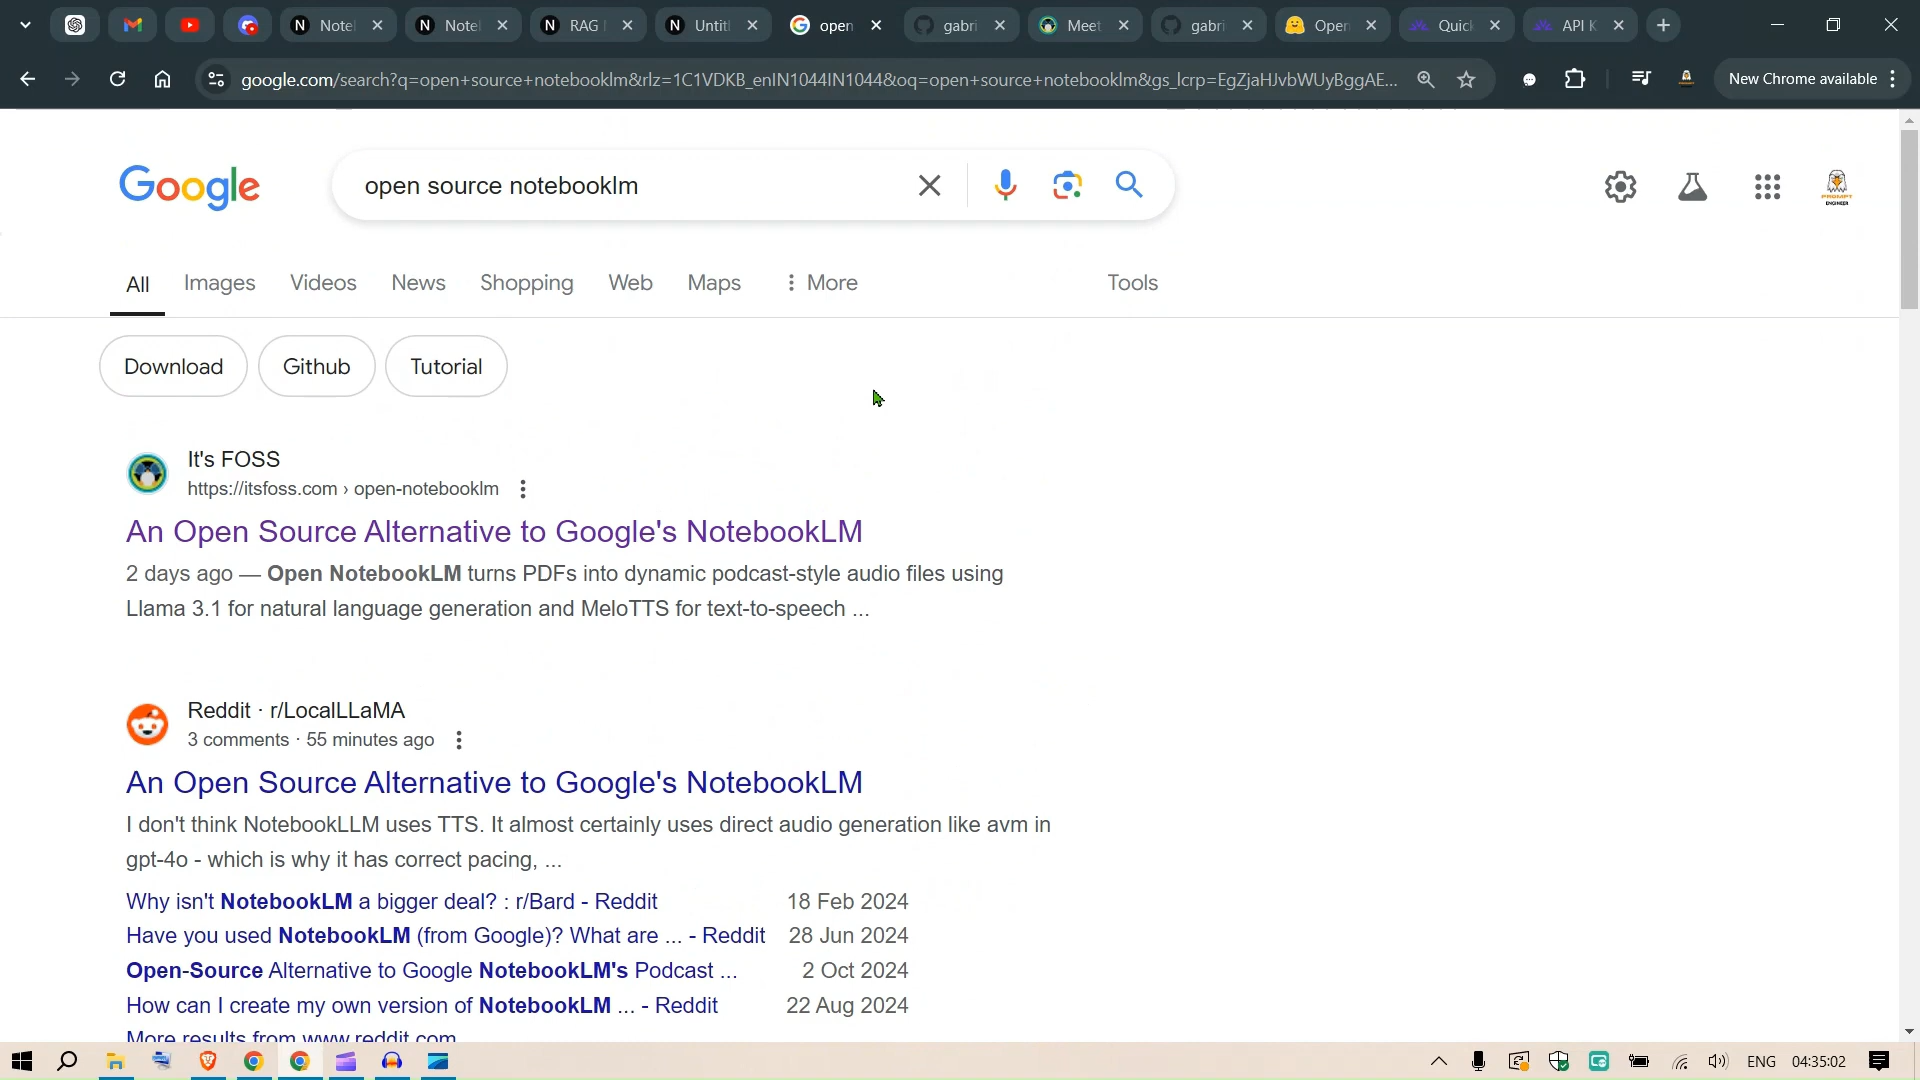 Note
Note
RAG
Untit
open
gabri
Meet
gabri
Open
Quick
API K
google.com/search?q=open+source+notebooklm&rlz=1C1VDKB_enIN1044IN1044&oq=open+source+notebooklm&gs_lcrp=EgZjaHJvbWUyBggAE...
New Chrome available
Google
open source notebooklm
PROMPT
ENGINEER
All
Images
Videos
News
Shopping
Web
Maps
More
Tools
Download
Github
Tutorial
It's FOSS
https://itsfoss.com › open-notebooklm
An Open Source Alternative to Google's NotebookLM
2 days ago — Open NotebookLM turns PDFs into dynamic podcast-style audio files using
Llama 3.1 for natural language generation and MeloTTS for text-to-speech ...
Reddit · r/LocalLLaMA
3 comments · 55 minutes ago
An Open Source Alternative to Google's NotebookLM
I don't think NotebookLLM uses TTS. It almost certainly uses direct audio generation like avm in
gpt-4o - which is why it has correct pacing, ...
Why isn't NotebookLM a bigger deal? : r/Bard - Reddit 18 Feb 2024
Have you used NotebookLM (from Google)? What are ... - Reddit 28 Jun 2024
Open-Source Alternative to Google NotebookLM's Podcast ... 2 Oct 2024
How can I create my own version of NotebookLM ... - Reddit 22 Aug 2024
More results from www.reddit.com
ENG 04:35:02